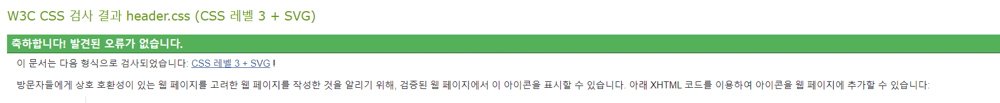 W3C CSS 검사 결과 header.css (CSS 레벨 3 + SVG)
축하합니다! 발견된 오류가 없습니다.
이 문서는 다음 형식으로 검사되었습니다: CSS 레벨 3 + SVG !
방문자들에게 상호 호환성이 있는 웹 페이지를 고려한 웹 페이지를 작성한 것을 알리기 위해, 검증된 웹 페이지에서 이 아이콘을 표시할 수 있습니다. 아래 XHTML 코드를 이용하여 아이콘을 웹 페이지에 추가할 수 있습니다: